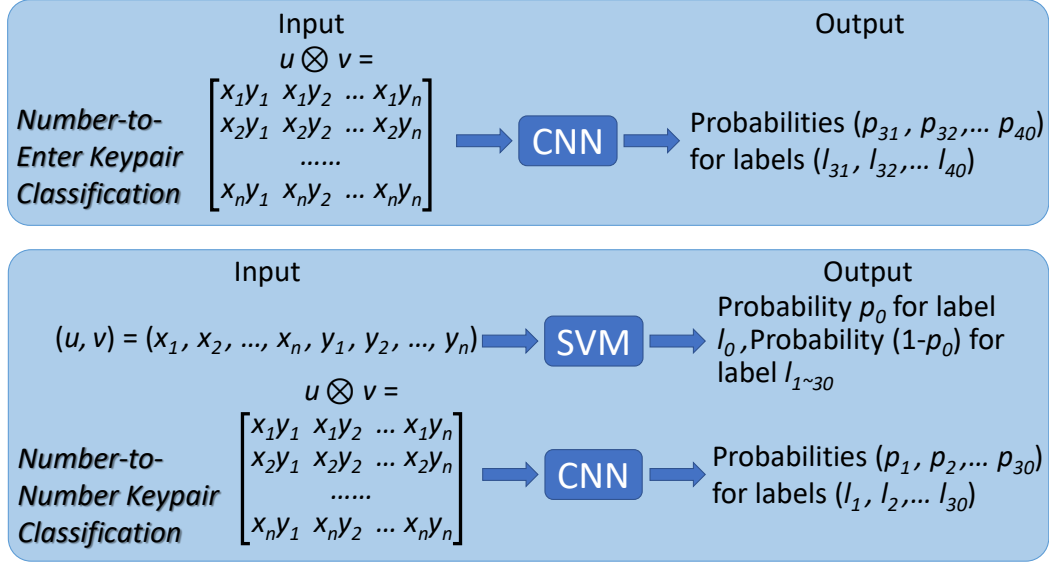 Input
Output
u ⊗ v =
Number-to-
Enter Keypair
Classification
x₁y₁ x₁y₂ ... x₁yₙ
x₂y₁ x₂y₂ ... x₂yₙ
......
xₙy₁ xₙy₂ ... xₙyₙ
CNN
Probabilities (p₃₁ , p₃₂ ,... p₄₀)
for labels (l₃₁ , l₃₂ ,... l₄₀)
Input
Output
(u, v) = (x₁ , x₂ , ..., xₙ , y₁ , y₂ , ..., yₙ)
SVM
Probability p₀ for label
l₀ ,Probability (1-p₀) for
label l₁~₃₀
u ⊗ v =
Number-to-
Number Keypair
Classification
x₁y₁ x₁y₂ ... x₁yₙ
x₂y₁ x₂y₂ ... x₂yₙ
......
xₙy₁ xₙy₂ ... xₙyₙ
CNN
Probabilities (p₁ , p₂ ,... p₃₀)
for labels (l₁ , l₂ ,... l₃₀)